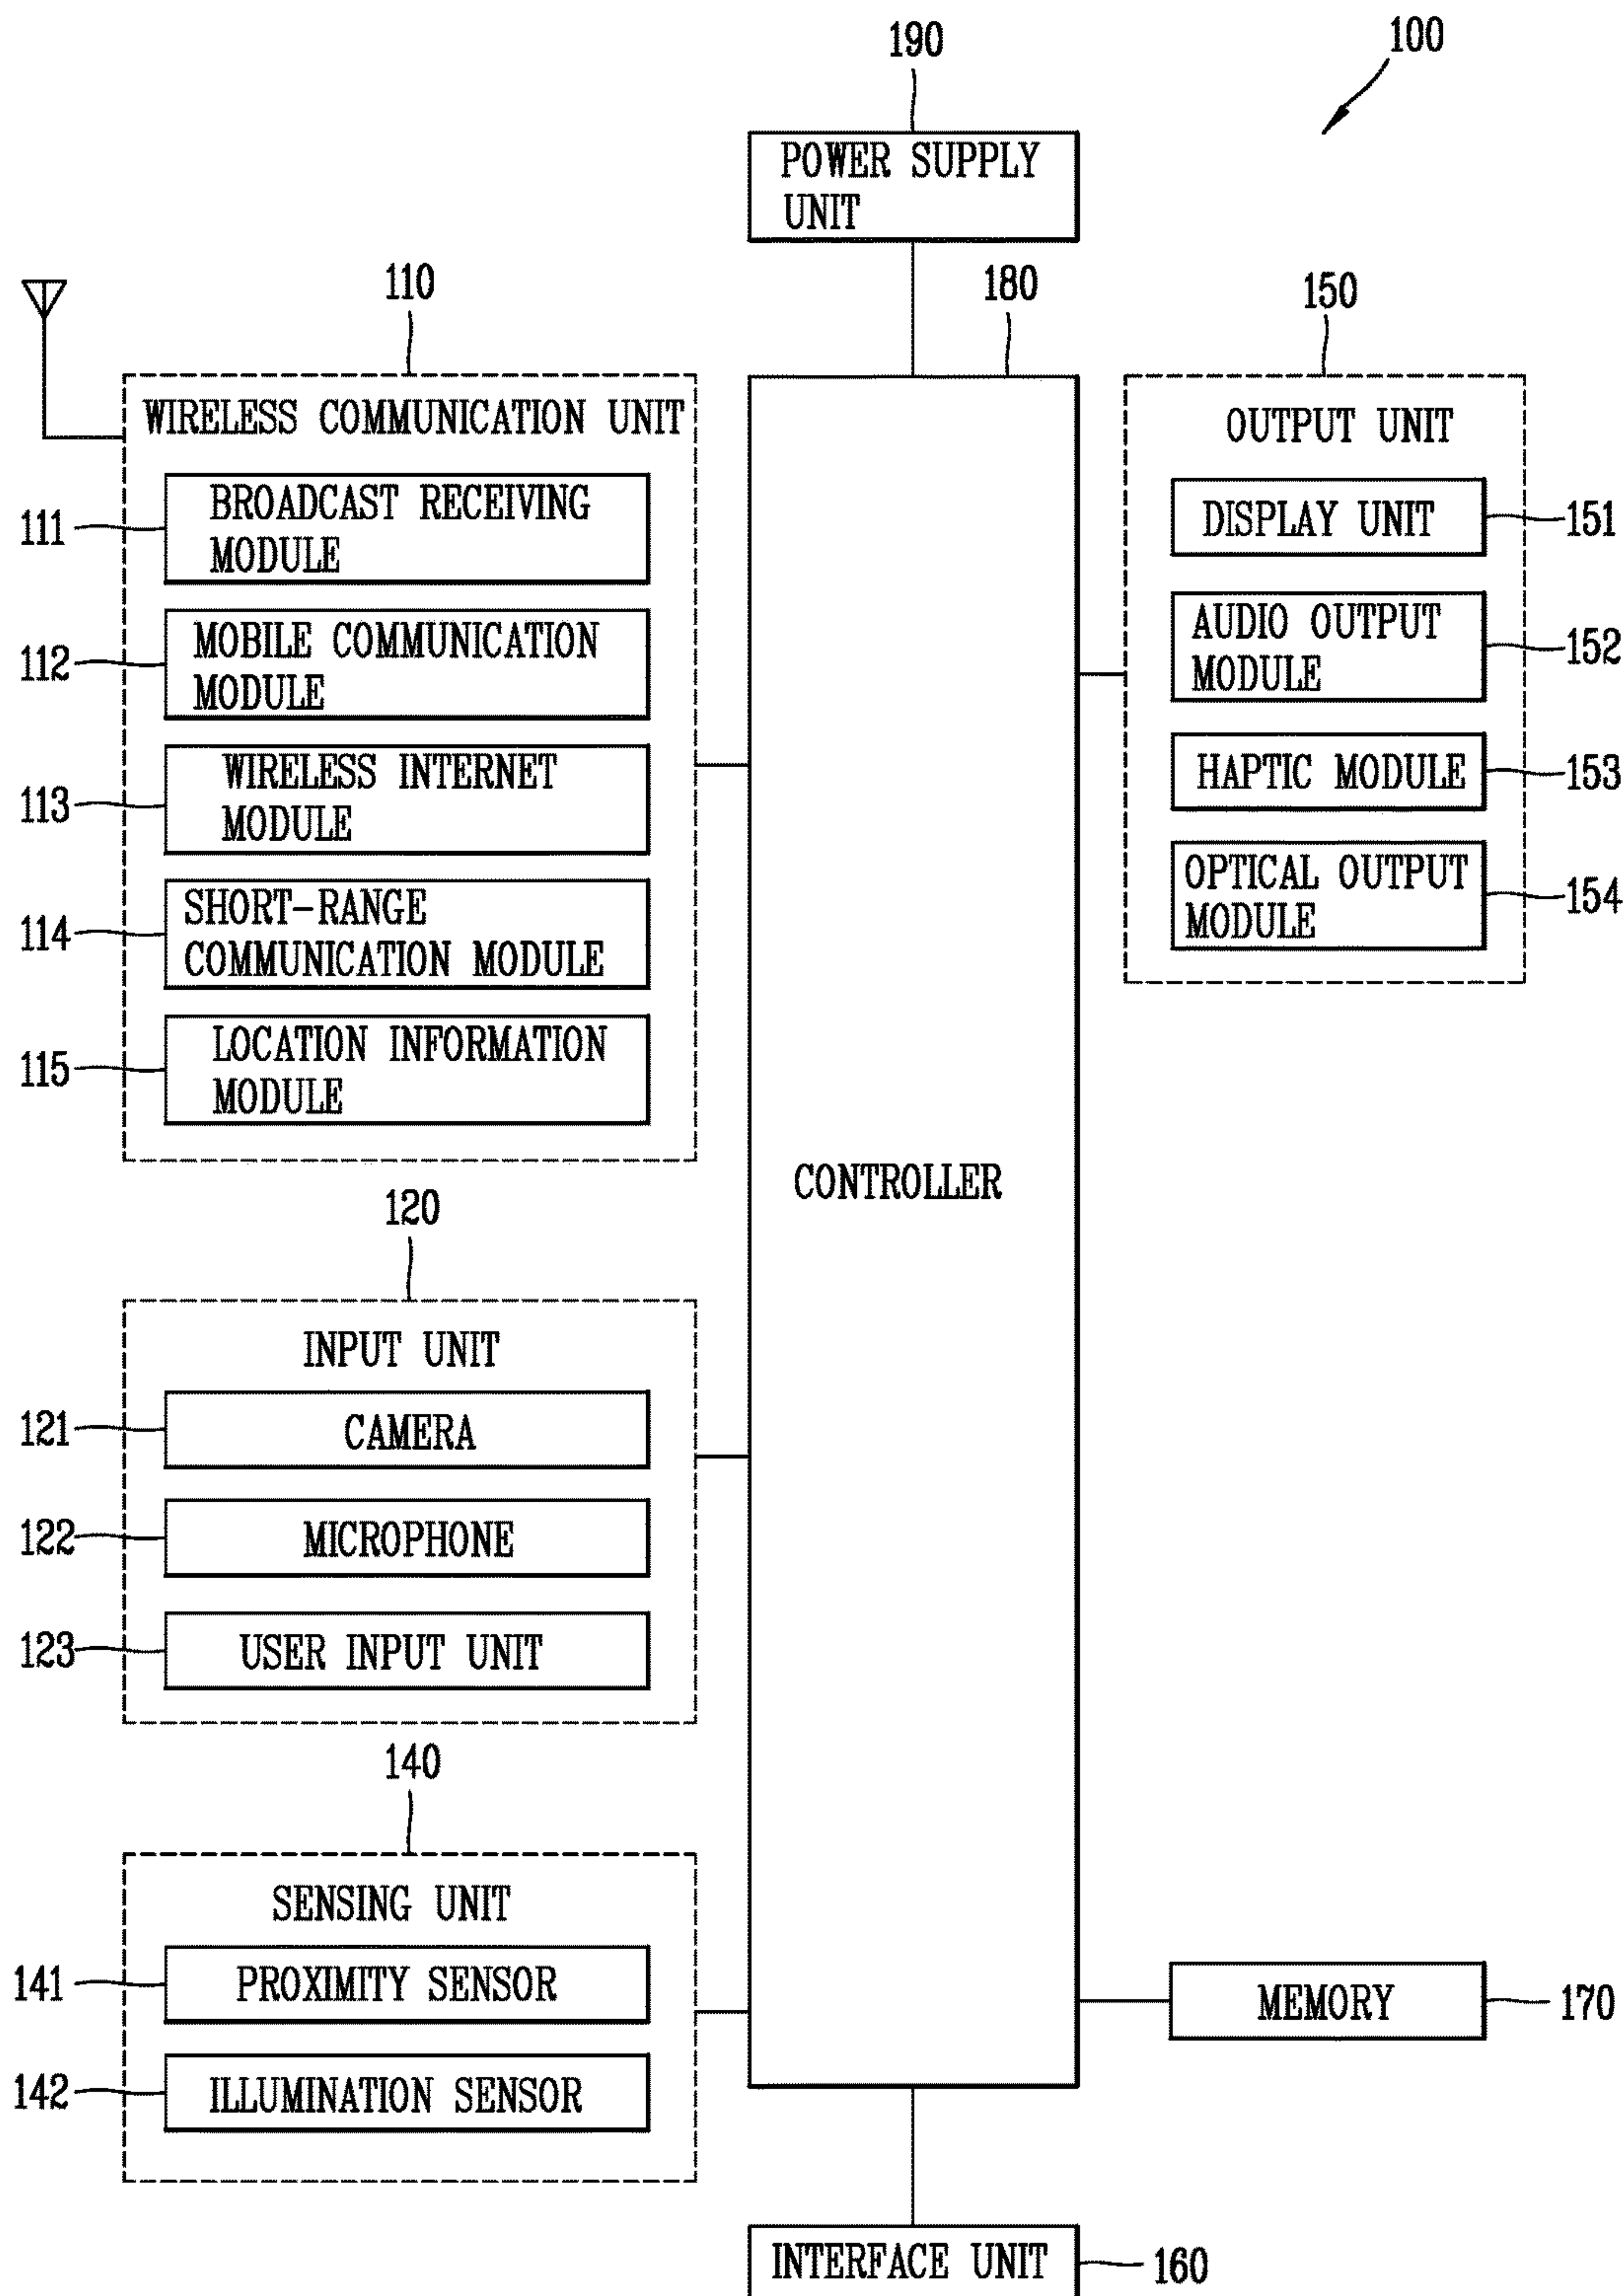 100
190
POWER SUPPLY
UNIT
110
180
150
WIRELESS COMMUNICATION UNIT
111
BROADCAST RECEIVING
MODULE
112
MOBILE COMMUNICATION
MODULE
113
WIRELESS INTERNET
MODULE
114
SHORT-RANGE
COMMUNICATION MODULE
115
LOCATION INFORMATION
MODULE
120
INPUT UNIT
121
CAMERA
122
MICROPHONE
123
USER INPUT UNIT
140
SENSING UNIT
141
PROXIMITY SENSOR
142
ILLUMINATION SENSOR
CONTROLLER
OUTPUT UNIT
DISPLAY UNIT
151
AUDIO OUTPUT
MODULE
152
HAPTIC MODULE
153
OPTICAL OUTPUT
MODULE
154
MEMORY
170
INTERFACE UNIT
160